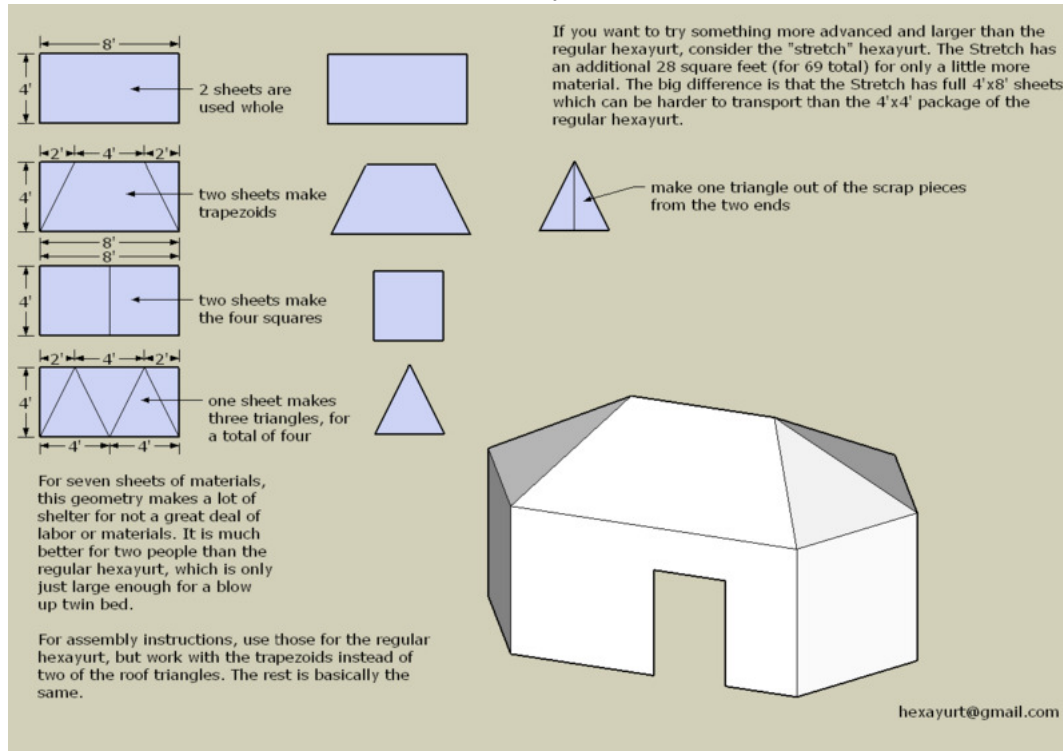 8'
4'
2 sheets are
used whole
If you want to try something more advanced and larger than the
regular hexayurt, consider the "stretch" hexayurt. The Stretch has
an additional 28 square feet (for 69 total) for only a little more
material. The big difference is that the Stretch has full 4'x8' sheets
which can be harder to transport than the 4'x4' package of the
regular hexayurt.
2' 4' 2'
4'
two sheets make
trapezoids
8'
make one triangle out of the scrap pieces
from the two ends
8'
4'
two sheets make
the four squares
2' 4' 2'
4'
one sheet makes
three triangles, for
a total of four
4' 4'
For seven sheets of materials,
this geometry makes a lot of
shelter for not a great deal of
labor or materials. It is much
better for two people than the
regular hexayurt, which is only
just large enough for a blow
up twin bed.
For assembly instructions, use those for the regular
hexayurt, but work with the trapezoids instead of
two of the roof triangles. The rest is basically the
same.
hexayurt@gmail.com